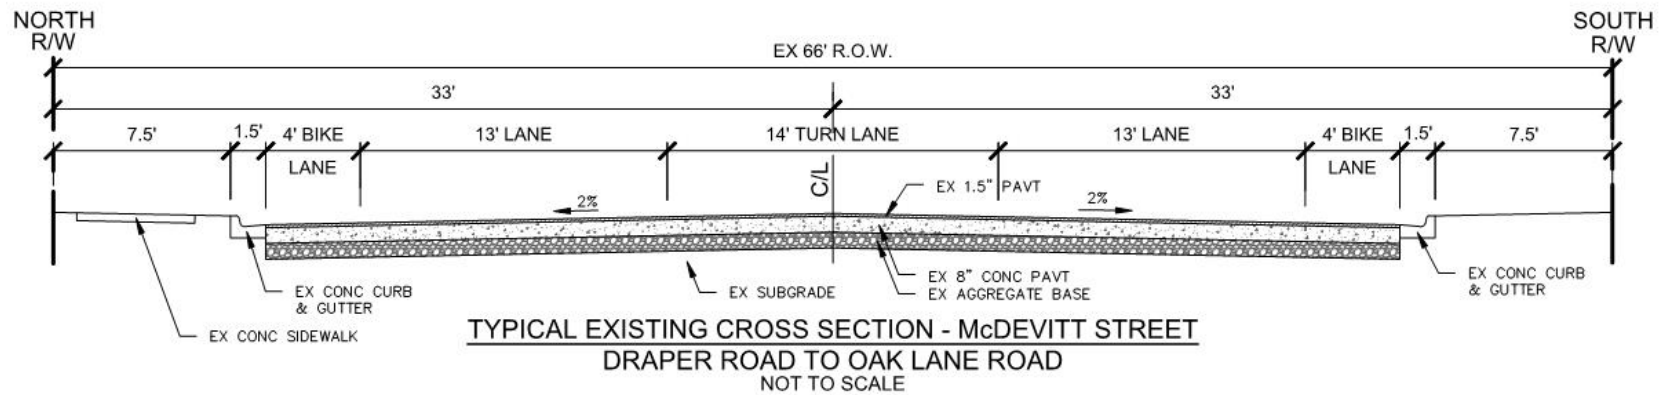 NORTH
R/W
SOUTH
R/W
EX 66' R.O.W.
33'
33'
7.5'
1.5'
4' BIKE
LANE
13' LANE
14' TURN LANE
13' LANE
4' BIKE
LANE
1.5'
7.5'
C/L
2%
2%
EX 1.5" PAVT
EX 8" CONC PAVT
EX AGGREGATE BASE
EX SUBGRADE
EX CONC CURB
& GUTTER
EX CONC SIDEWALK
EX CONC CURB
& GUTTER
TYPICAL EXISTING CROSS SECTION - McDEVITT STREET
DRAPER ROAD TO OAK LANE ROAD
NOT TO SCALE